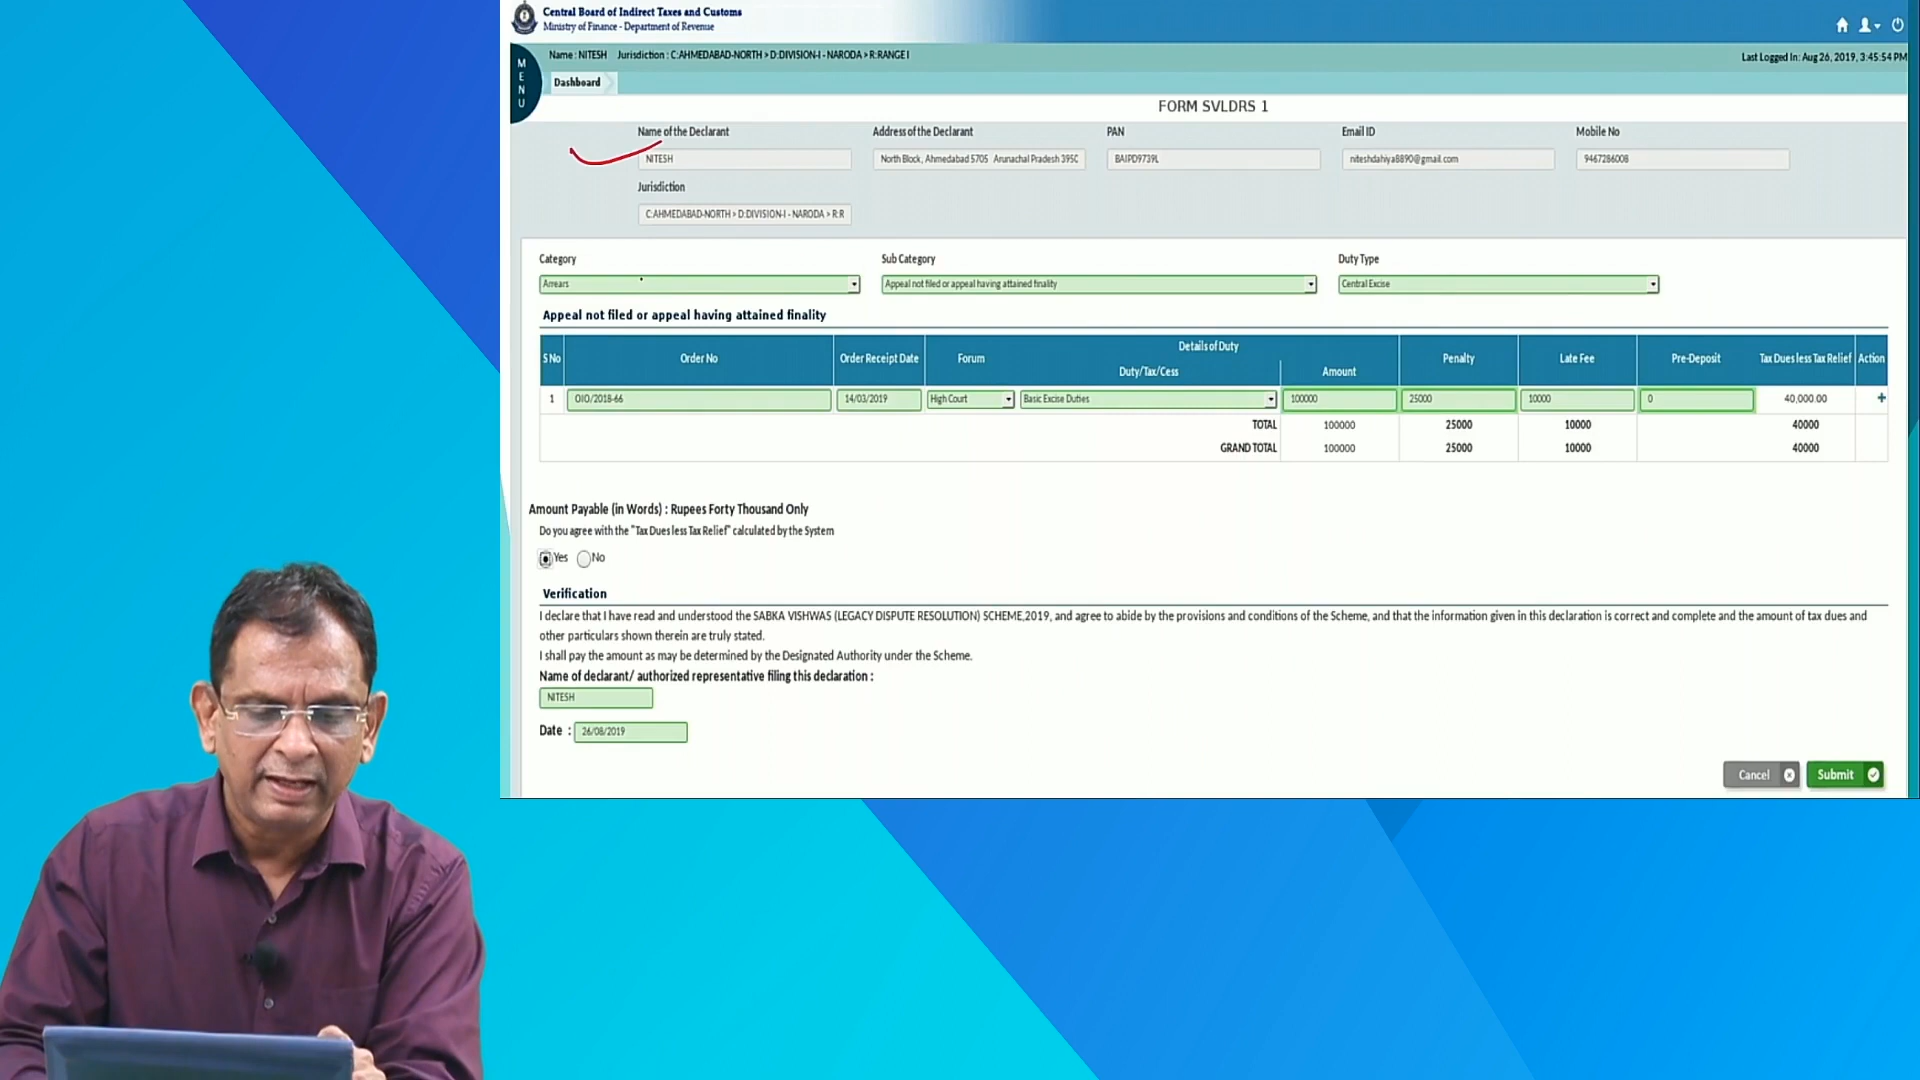 Central Board of Indirect Taxes and Customs
Ministry of Finance - Department of Revenue
MENU
Name : NITESH Jurisdiction : C:AHMEDABAD-NORTH > D:DIVISION-I - NARODA > R:RANGE I
Last Logged In: Aug 26, 2019, 3:45:54 PM
Dashboard
FORM SVLDRS 1
Name of the Declarant Address of the Declarant PAN Email ID Mobile No
NITESH North Block, Ahmedabad 5705 Arunachal Pradesh 395C BAIPD9739L niteshdahiya8890@gmail.com 9467286008
Jurisdiction
C:AHMEDABAD-NORTH > D:DIVISION-I - NARODA > R:R
Category Sub Category Duty Type
Arrears Appeal not filed or appeal having attained finality Central Excise
Appeal not filed or appeal having attained finality
Details of Duty
S No Order No Order Receipt Date Forum Duty/Tax/Cess Amount Penalty Late Fee Pre-Deposit Tax Dues less Tax Relief Action
1 OIO/2018-66 14/03/2019 High Court Basic Excise Duties 100000 25000 10000 0 40,000.00 +
TOTAL 100000 25000 10000 40000
GRAND TOTAL 100000 25000 10000 40000
Amount Payable (in Words) : Rupees Forty Thousand Only
Do you agree with the "Tax Dues less Tax Relief" calculated by the System
Yes No
Verification
I declare that I have read and understood the SABKA VISHWAS (LEGACY DISPUTE RESOLUTION) SCHEME,2019, and agree to abide by the provisions and conditions of the Scheme, and that the information given in this declaration is correct and complete and the amount of tax dues and
other particulars shown therein are truly stated.
I shall pay the amount as may be determined by the Designated Authority under the Scheme.
Name of declarant/ authorized representative filing this declaration :
NITESH
Date : 26/08/2019
Cancel Submit